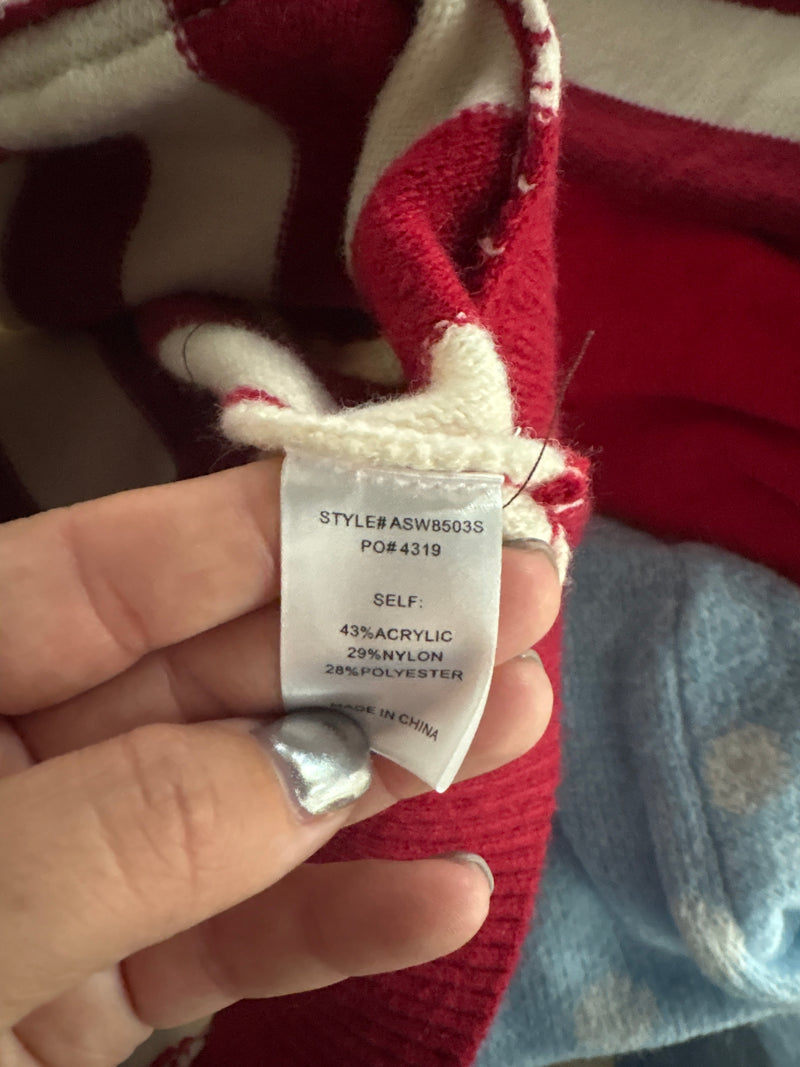 STYLE#ASW8503S
PO#4319
SELF:
43%ACRYLIC
29%NYLON
28%POLYESTER
MADE IN CHINA